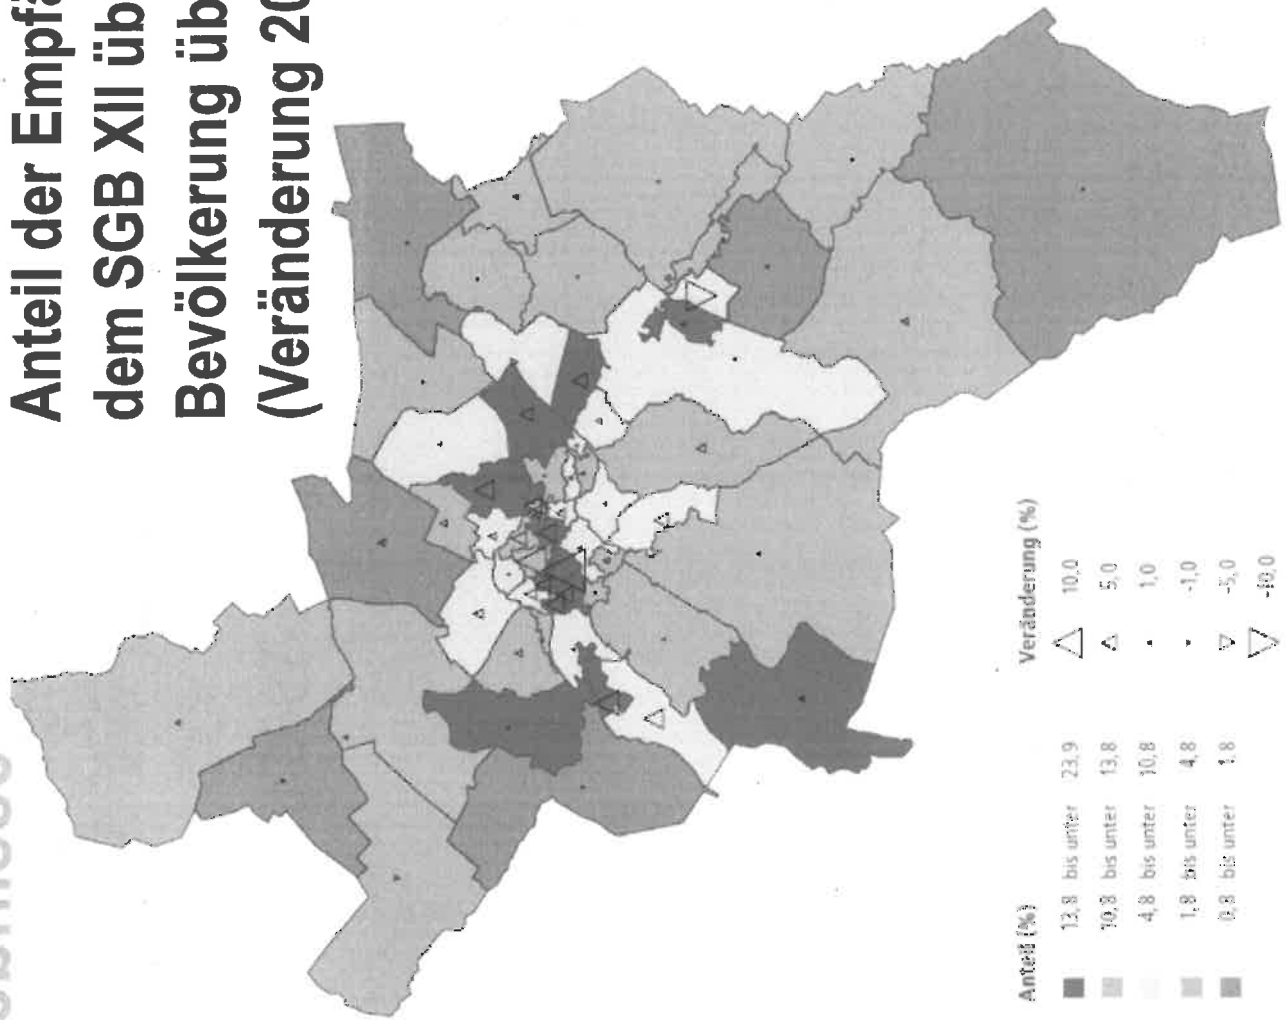 Anteil der Empfä
dem SGB XII üb
Bevölkerung üb
(Veränderung 20
Anteil (%)
13,8 bis unter 23,9
10,8 bis unter 13,8
4,8 bis unter 10,8
1,8 bis unter 4,8
0,8 bis unter 1,8
Veränderung (%)
10,0
5,0
1,0
-1,0
-5,0
-10,0